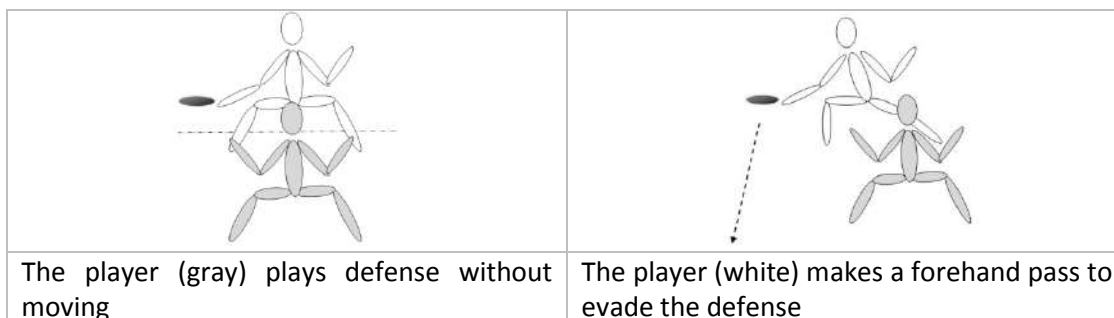 The player (gray) plays defense without
moving
The player (white) makes a forehand pass to
evade the defense